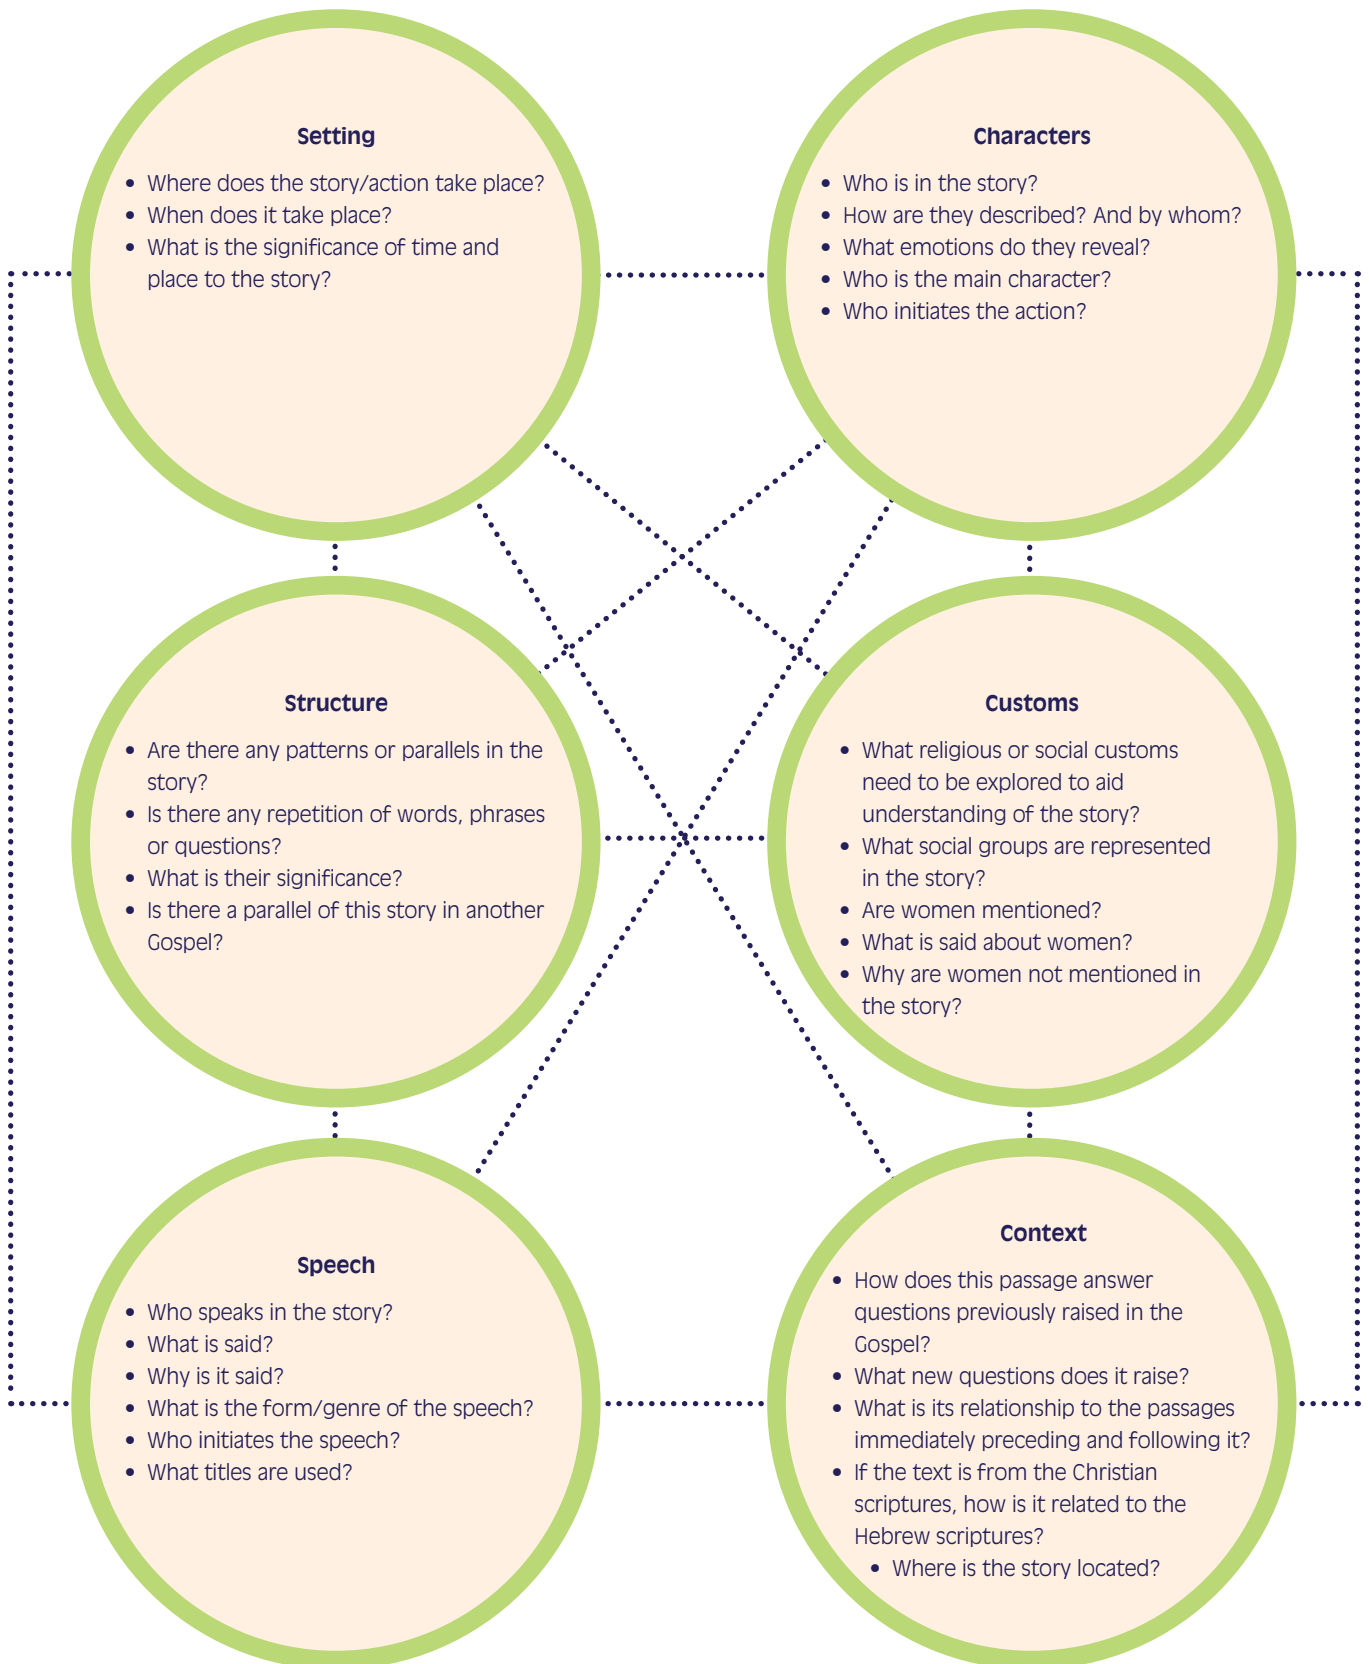 Setting
• Where does the story/action take place?
• When does it take place?
• What is the significance of time and
place to the story?
Characters
• Who is in the story?
• How are they described? And by whom?
• What emotions do they reveal?
• Who is the main character?
• Who initiates the action?
Structure
• Are there any patterns or parallels in the
story?
• Is there any repetition of words, phrases
or questions?
• What is their significance?
• Is there a parallel of this story in another
Gospel?
Customs
• What religious or social customs
need to be explored to aid
understanding of the story?
• What social groups are represented
in the story?
• Are women mentioned?
• What is said about women?
• Why are women not mentioned in
the story?
Speech
• Who speaks in the story?
• What is said?
• Why is it said?
• What is the form/genre of the speech?
• Who initiates the speech?
• What titles are used?
Context
• How does this passage answer
questions previously raised in the
Gospel?
• What new questions does it raise?
• What is its relationship to the passages
immediately preceding and following it?
• If the text is from the Christian
scriptures, how is it related to the
Hebrew scriptures?
• Where is the story located?